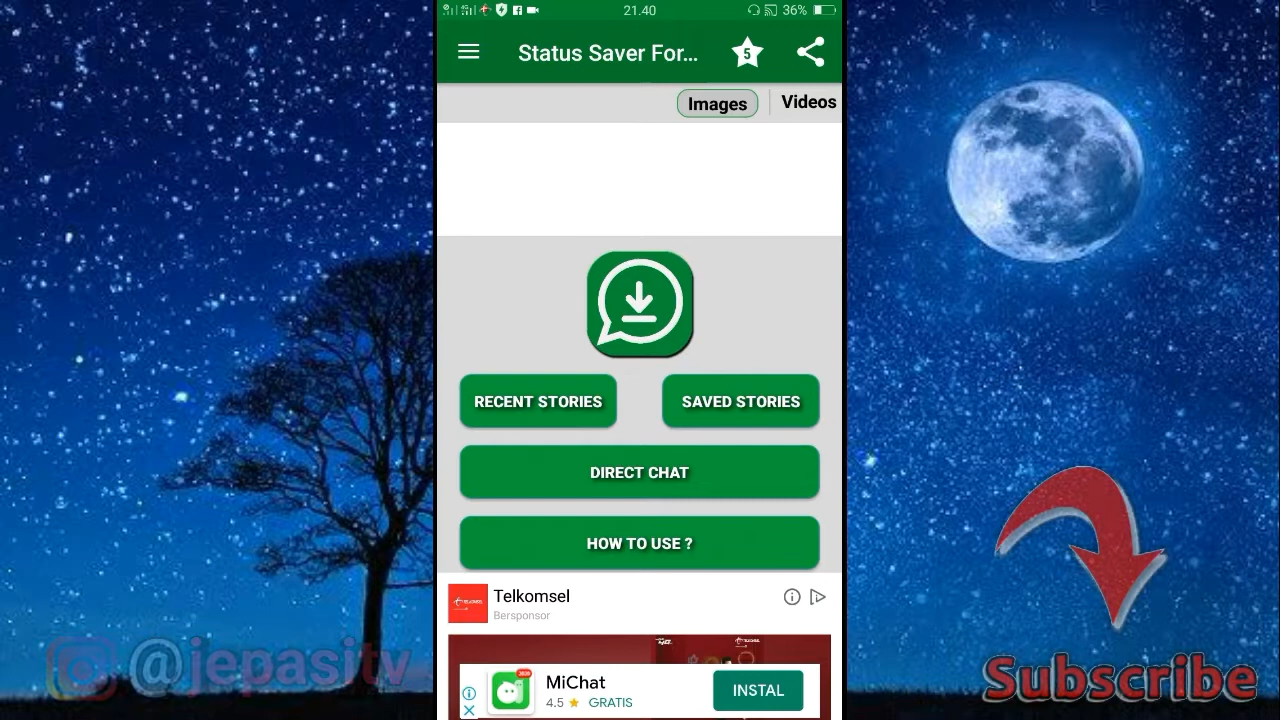 21.40
36%
Status Saver For...
5
Images
Videos
RECENT STORIES
SAVED STORIES
DIRECT CHAT
HOW TO USE ?
Telkomsel
Bersponsor
MiChat
4.5 ★ GRATIS
INSTAL
@jepasitv
Subscribe